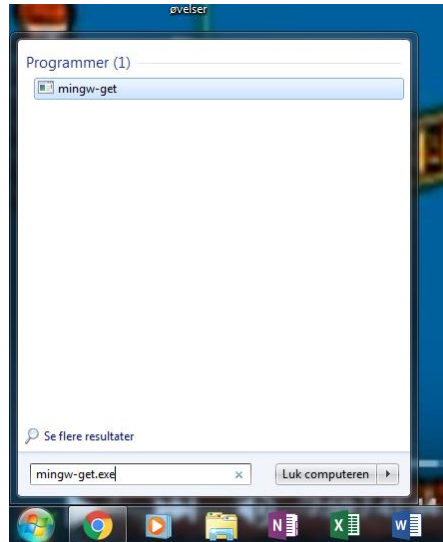 øvelser
Programmer (1)
mingw-get
Se flere resultater
mingw-get.exe
Luk computeren